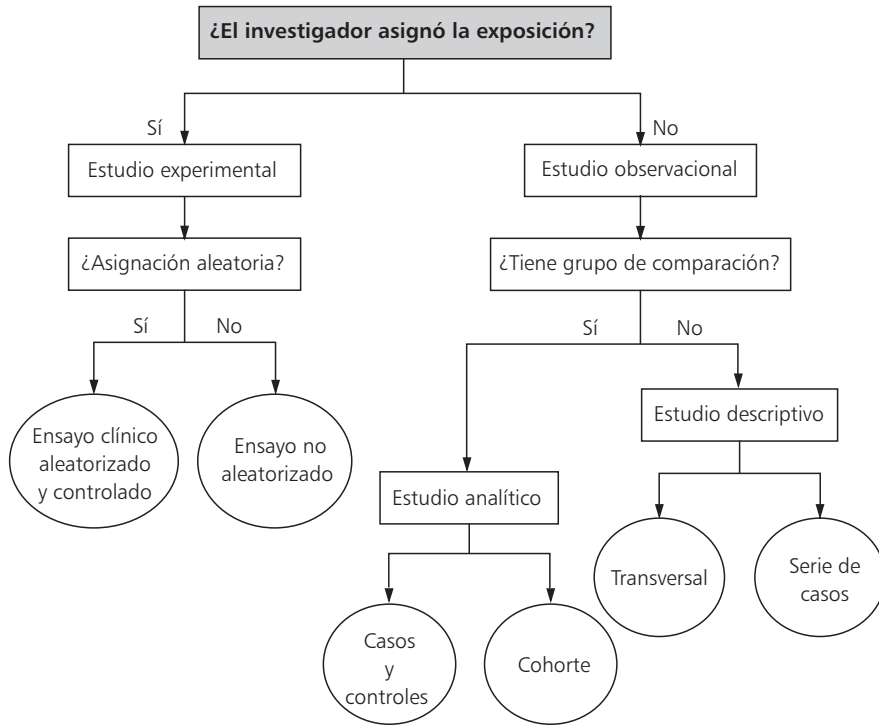 ¿El investigador asignó la exposición?
Sí
No
Estudio experimental
Estudio observacional
¿Asignación aleatoria?
¿Tiene grupo de comparación?
Sí
No
Sí
No
Ensayo clínico
aleatorizado
y controlado
Ensayo no
aleatorizado
Estudio descriptivo
Estudio analítico
Transversal
Serie de
casos
Casos
y
controles
Cohorte